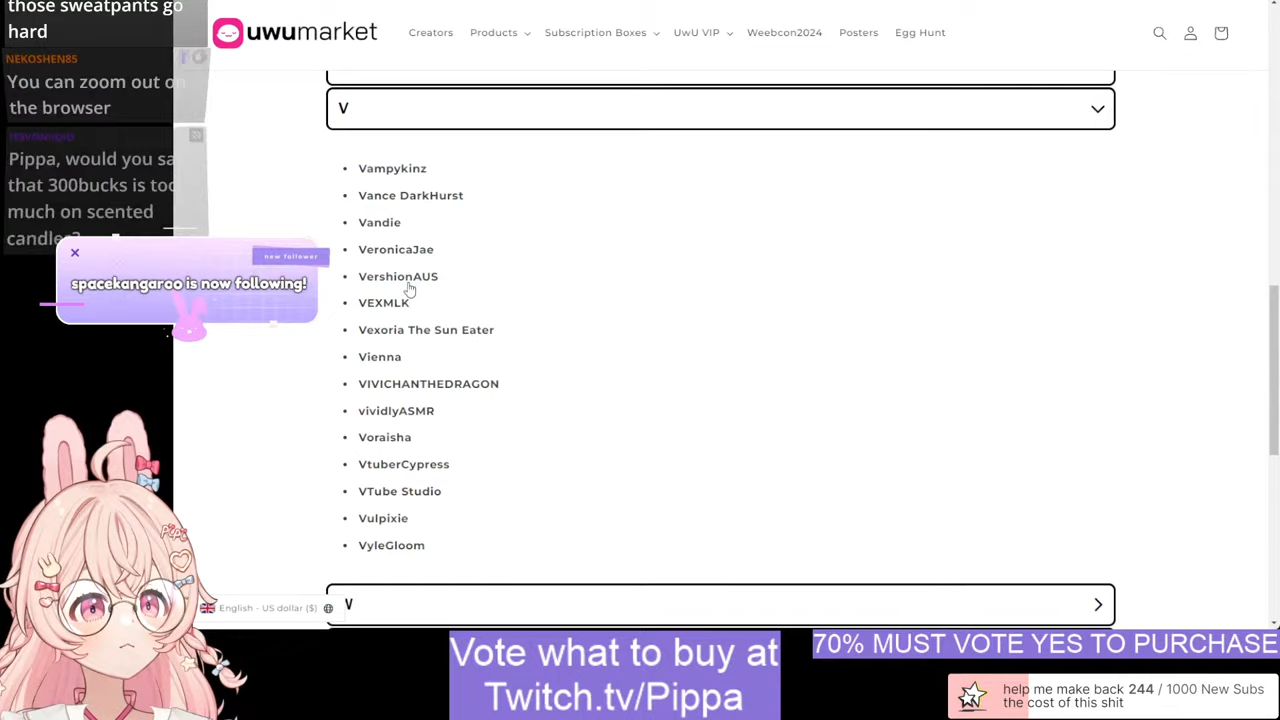 those sweatpants go
hard
NEKOSHEN85
You can zoom out on
the browser
Pippa, would you sa
that 300bucks is too
much on scented
candles?
new follower
spacekangaroo is now following!
uwumarket
Creators
Products
Subscription Boxes
UwU VIP
Weebcon2024
Posters
Egg Hunt
V
Vampykinz
Vance DarkHurst
Vandie
VeronicaJae
VershionAUS
VEXMLK
Vexoria The Sun Eater
Vienna
VIVICHANTHEDRAGON
vividlyASMR
Voraisha
VtuberCypress
VTube Studio
Vulpixie
VyleGloom
V
English - US dollar ($)
Vote what to buy at
Twitch.tv/Pippa
70% MUST VOTE YES TO PURCHASE
help me make back 244 / 1000 New Subs
the cost of this shit